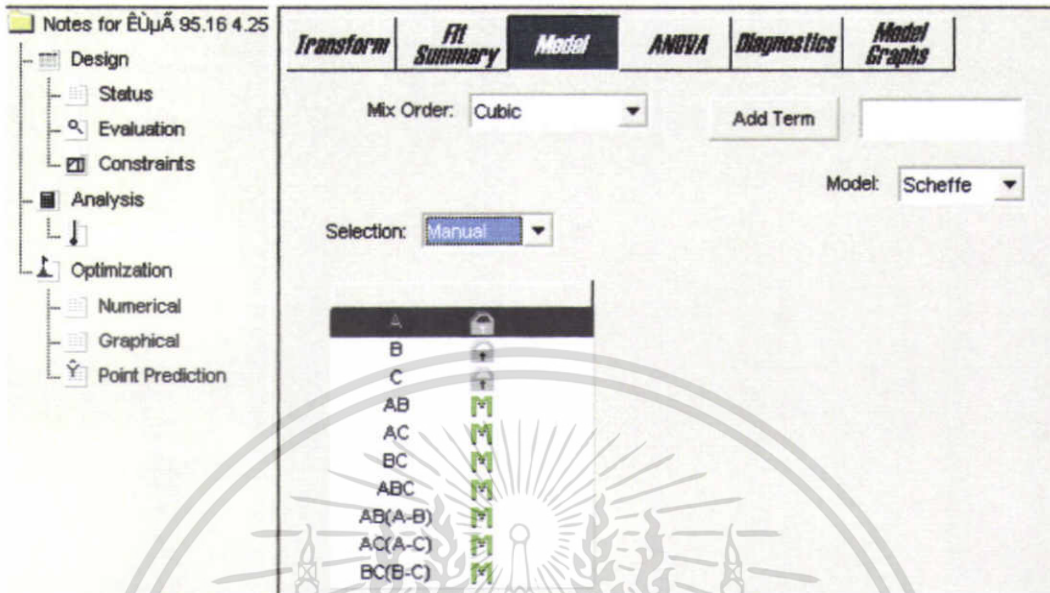 Notes for ÊÙµÃ 95.16 4.25
Design
Status
Evaluation
Constraints
Analysis
Optimization
Numerical
Graphical
Point Prediction
Transform
Fit Summary
Model
ANOVA
Diagnostics
Model Graphs
Mix Order: Cubic
Add Term
Model: Scheffe
Selection: Manual
A
B
C
AB M
AC M
BC M
ABC M
AB(A-B) M
AC(A-C) M
BC(B-C) M